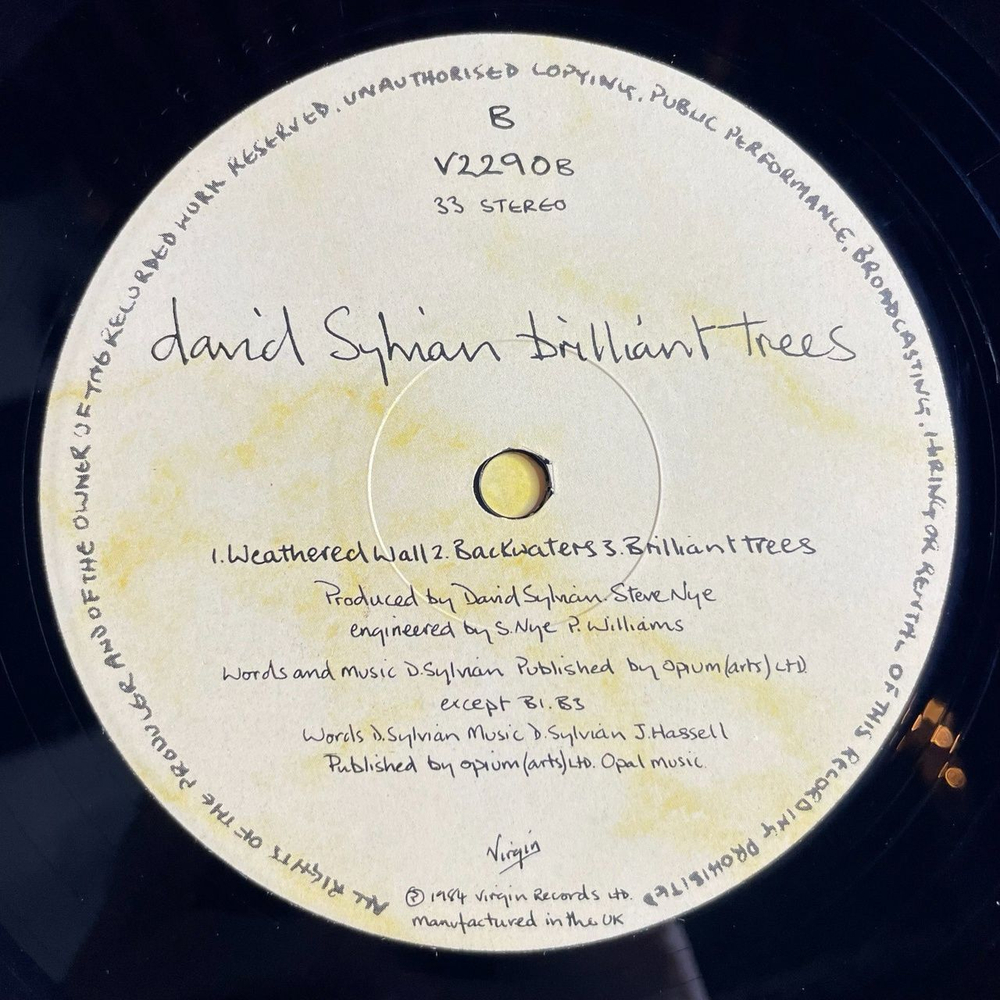 B
V2290B
33 STEREO
david Sylvian brilliant trees
1. Weathered Wall 2. Backwaters 3. Brilliant trees
Produced by David Sylvian Steve Nye
engineered by S. Nye P. Williams
Words and music D. Sylvian Published by Opium (arts) LTD.
except B1. B3
Words D. Sylvian Music D. Sylvian J. Hassell
Published by opium (arts) LTD. Opal music.
Virgin
Ⓟ 1984 Virgin Records LTD.
manufactured in the UK
ALL RIGHTS OF THE PRODUCER AND OF THE OWNER OF THE RECORDED WORK RESERVED. UNAUTHORISED COPYING, PUBLIC PERFORMANCE, BROADCASTING, HIRING OR RENTAL OF THIS RECORDING PROHIBITED